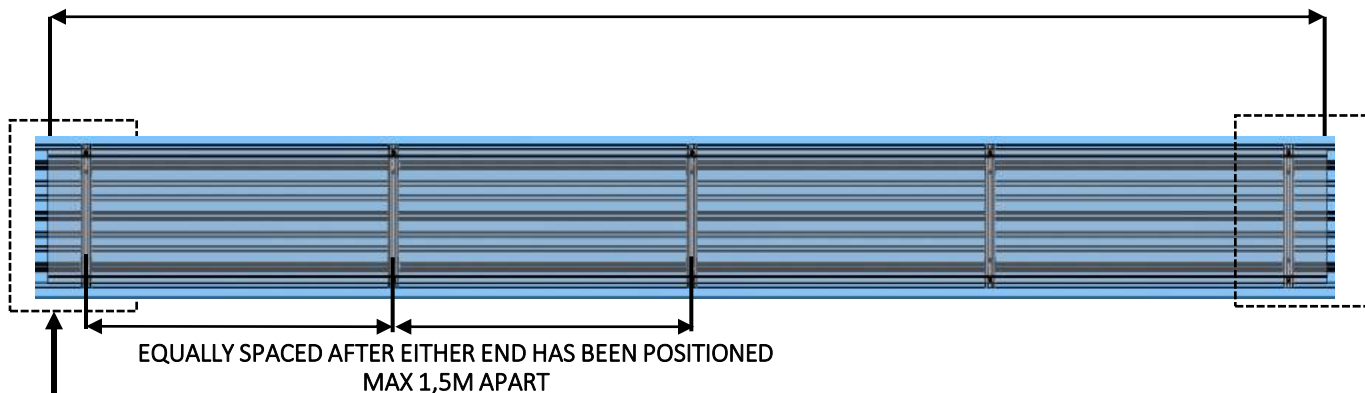 EQUALLY SPACED AFTER EITHER END HAS BEEN POSITIONED
MAX 1,5M APART